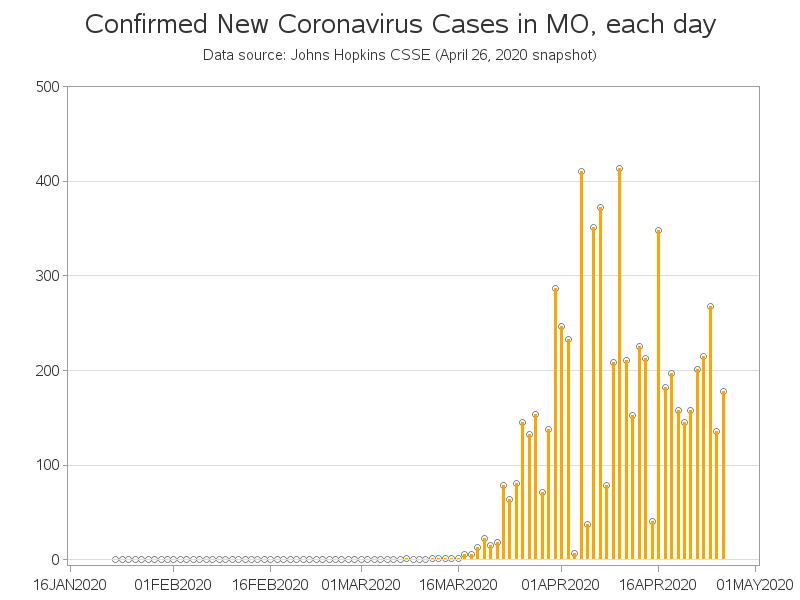 Confirmed New Coronavirus Cases in MO, each day
Data source: Johns Hopkins CSSE (April 26, 2020 snapshot)
500
400
300
200
100
0
16JAN2020 01FEB2020 16FEB2020 01MAR2020 16MAR2020 01APR2020 16APR2020 01MAY2020